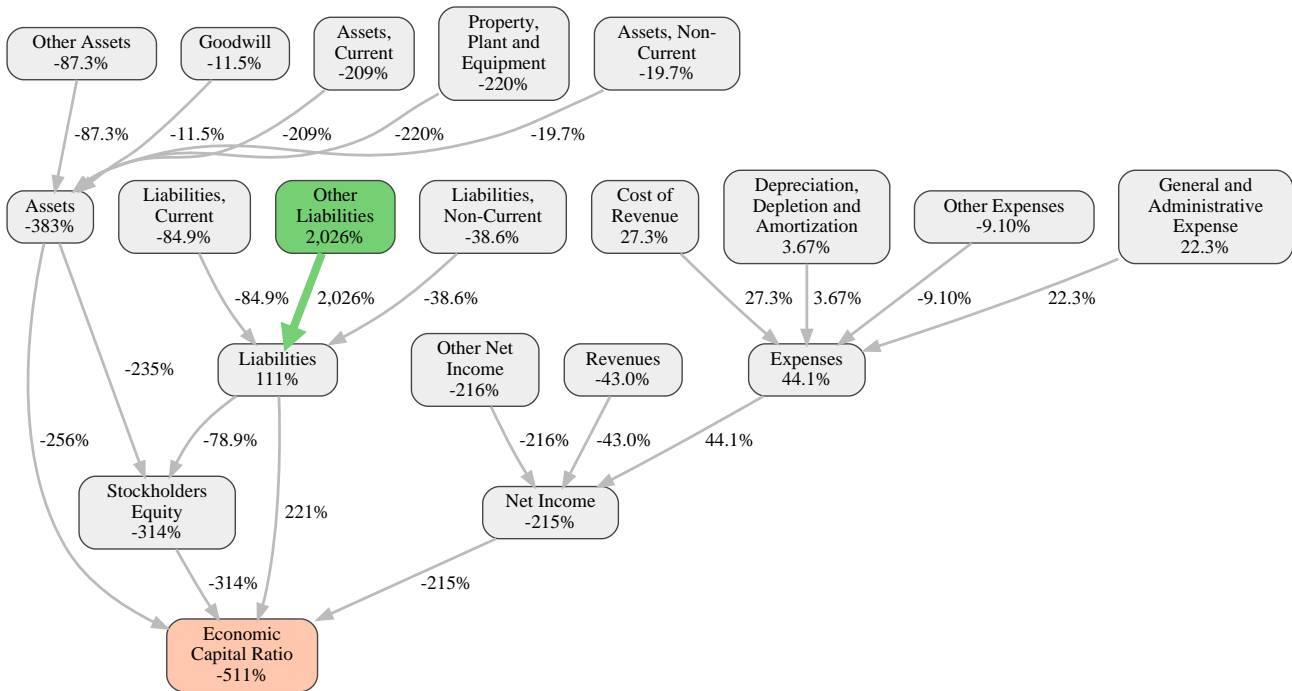 Other Assets
-87.3%
Goodwill
-11.5%
Assets,
Current
-209%
Property,
Plant and
Equipment
-220%
Assets, Non-
Current
-19.7%
-87.3%
-11.5%
-209%
-220%
-19.7%
Assets
-383%
Liabilities,
Current
-84.9%
Other
Liabilities
2,026%
Liabilities,
Non-Current
-38.6%
Cost of
Revenue
27.3%
Depreciation,
Depletion and
Amortization
3.67%
Other Expenses
-9.10%
General and
Administrative
Expense
22.3%
-84.9%
2,026%
-38.6%
27.3%
3.67%
-9.10%
22.3%
Liabilities
111%
Other Net
Income
-216%
Revenues
-43.0%
Expenses
44.1%
-235%
-256%
-78.9%
-216%
-43.0%
44.1%
Stockholders
Equity
-314%
221%
Net Income
-215%
-314%
-215%
Economic
Capital Ratio
-511%